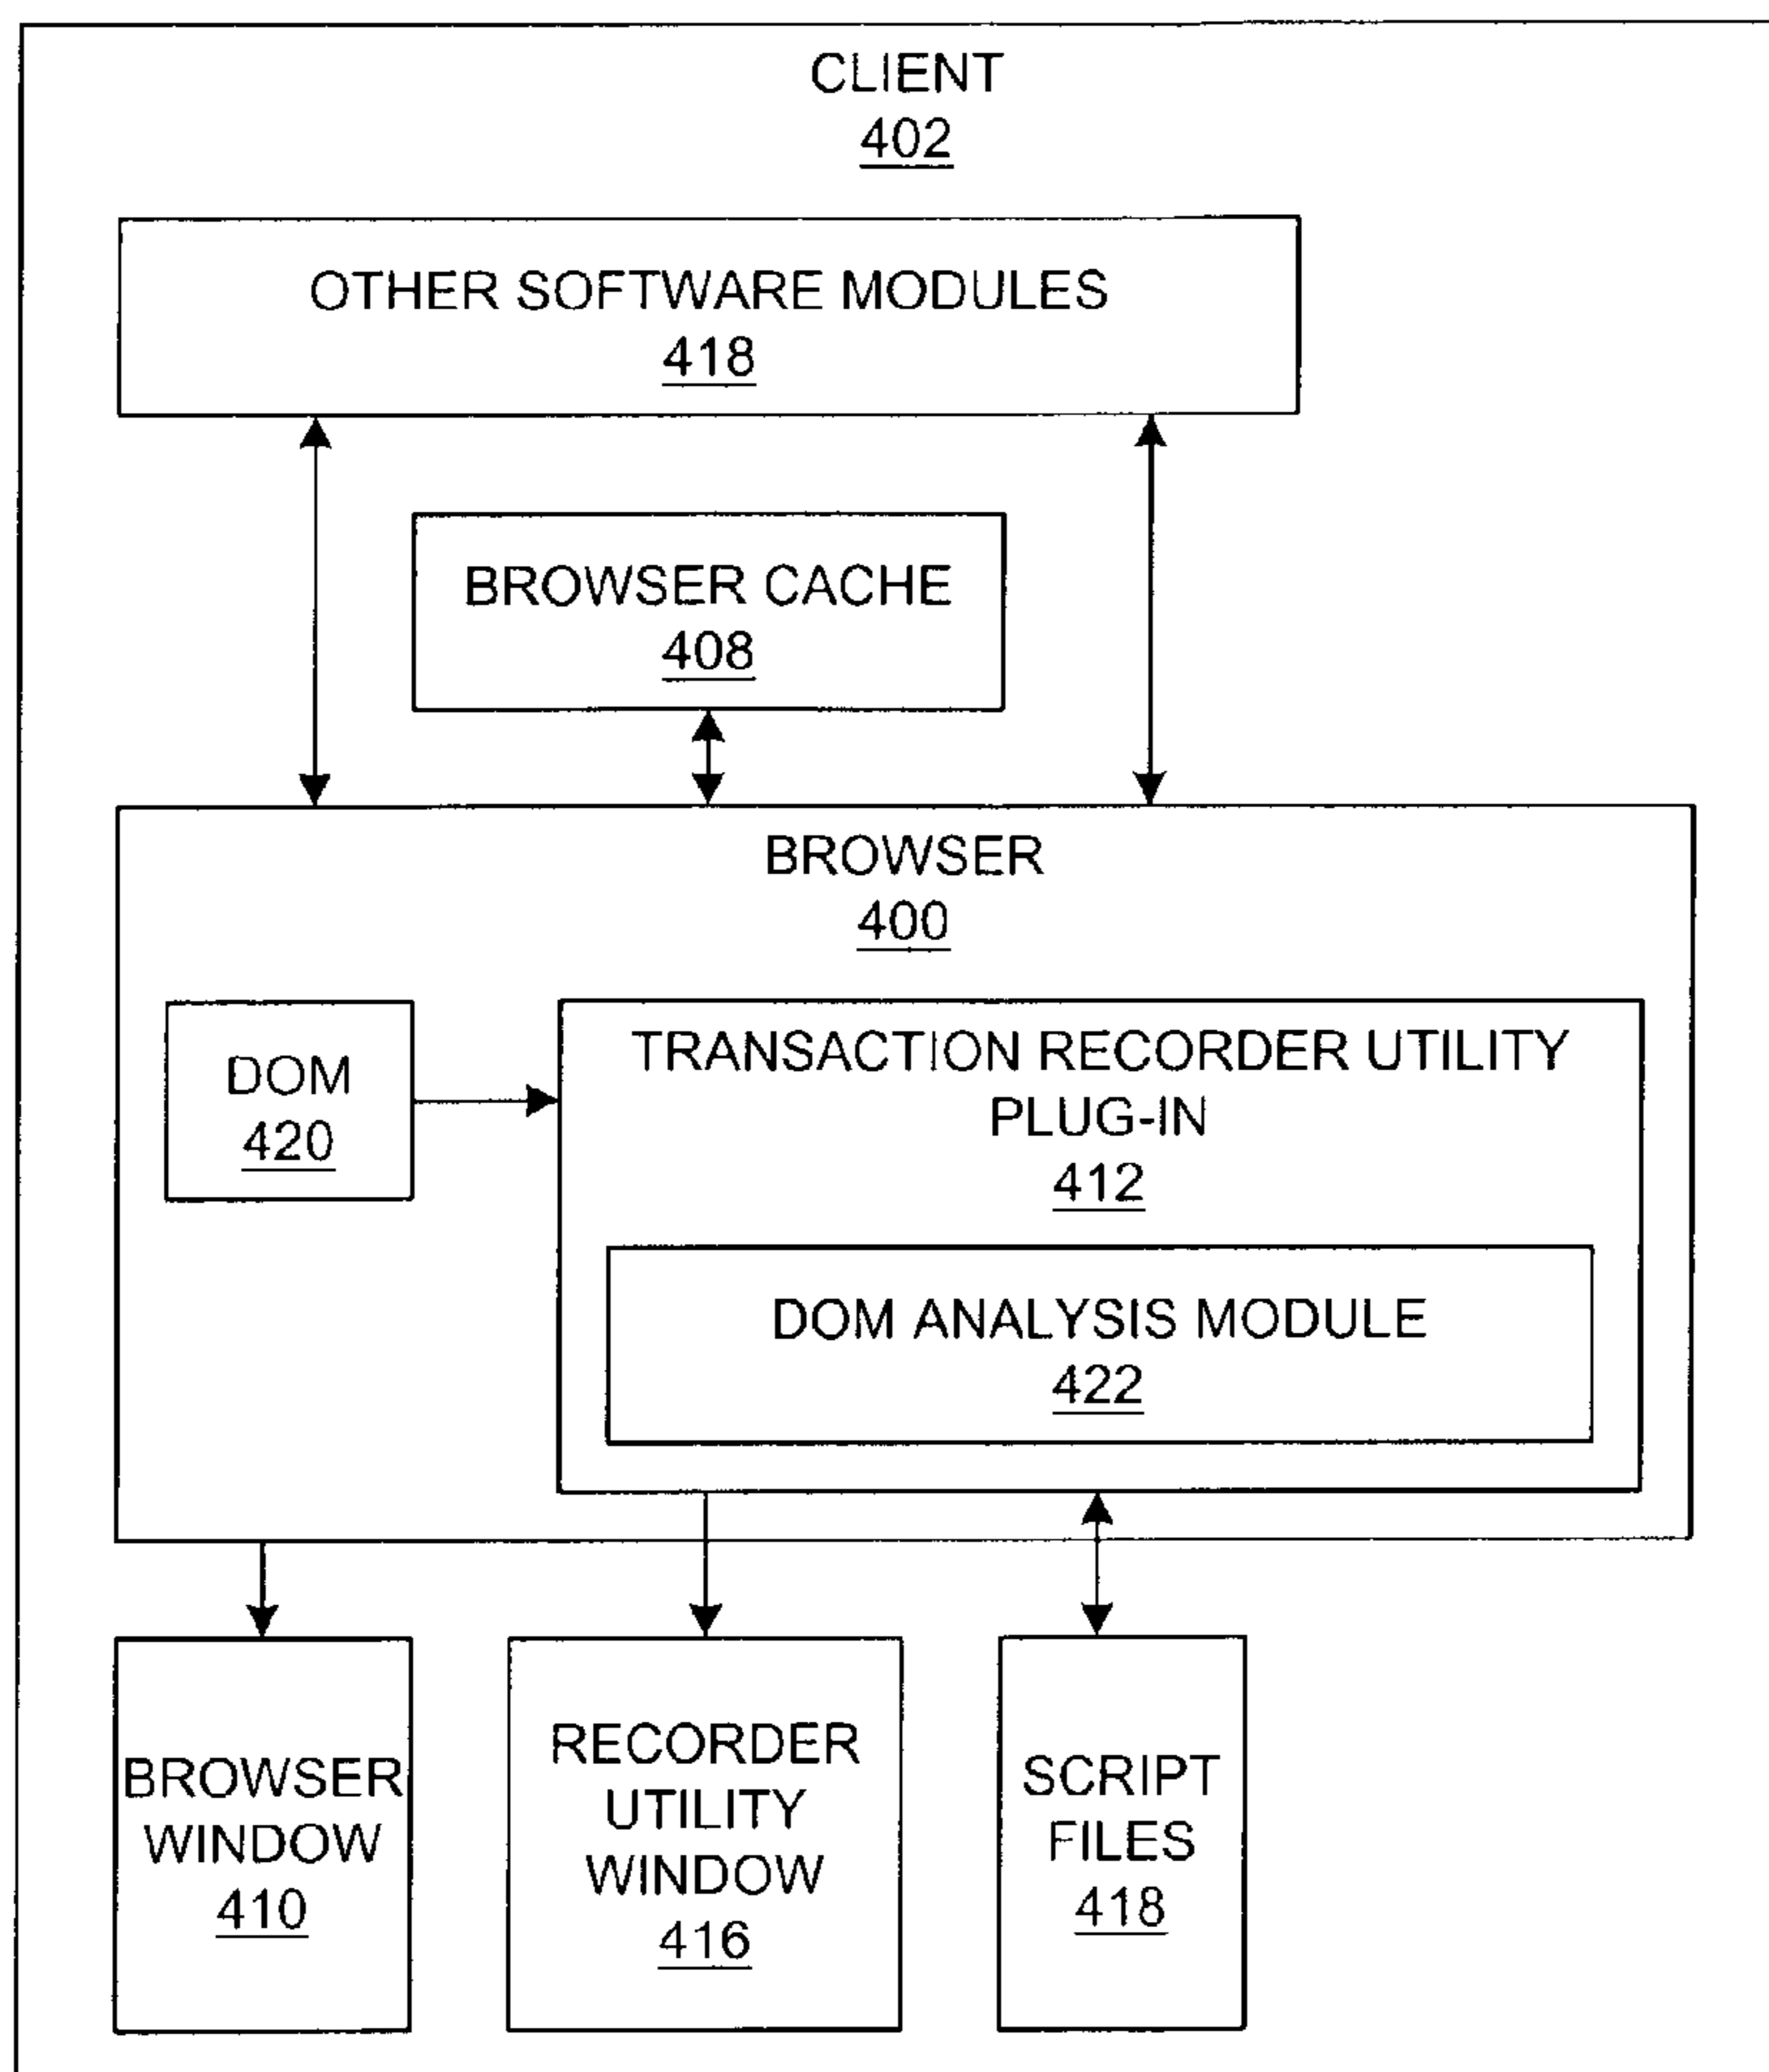 CLIENT
402
OTHER SOFTWARE MODULES
418
BROWSER CACHE
408
BROWSER
400
DOM
420
TRANSACTION RECORDER UTILITY
PLUG-IN
412
DOM ANALYSIS MODULE
422
BROWSER
WINDOW
410
RECORDER
UTILITY
WINDOW
416
SCRIPT
FILES
418